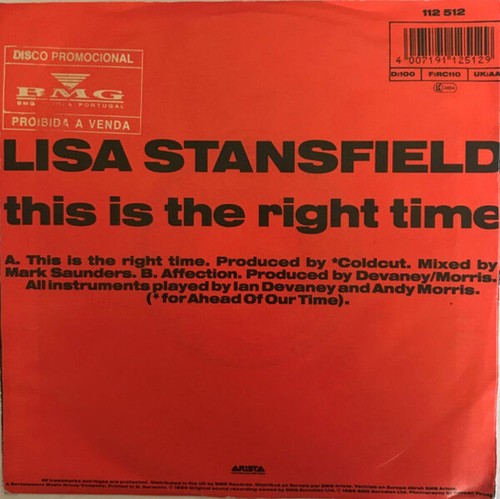 112 512
DISCO PROMOCIONAL
BMG
PORTUGAL
PROIBIDA A VENDA
4 007191 125129
D:100 F:RC110 UK:AA
LISA STANSFIELD
this is the right time
A. This is the right time. Produced by *Coldcut. Mixed by
Mark Saunders. B. Affection. Produced by Devaney/Morris.
All instruments played by Ian Devaney and Andy Morris.
(* for Ahead Of Our Time).
ARISTA